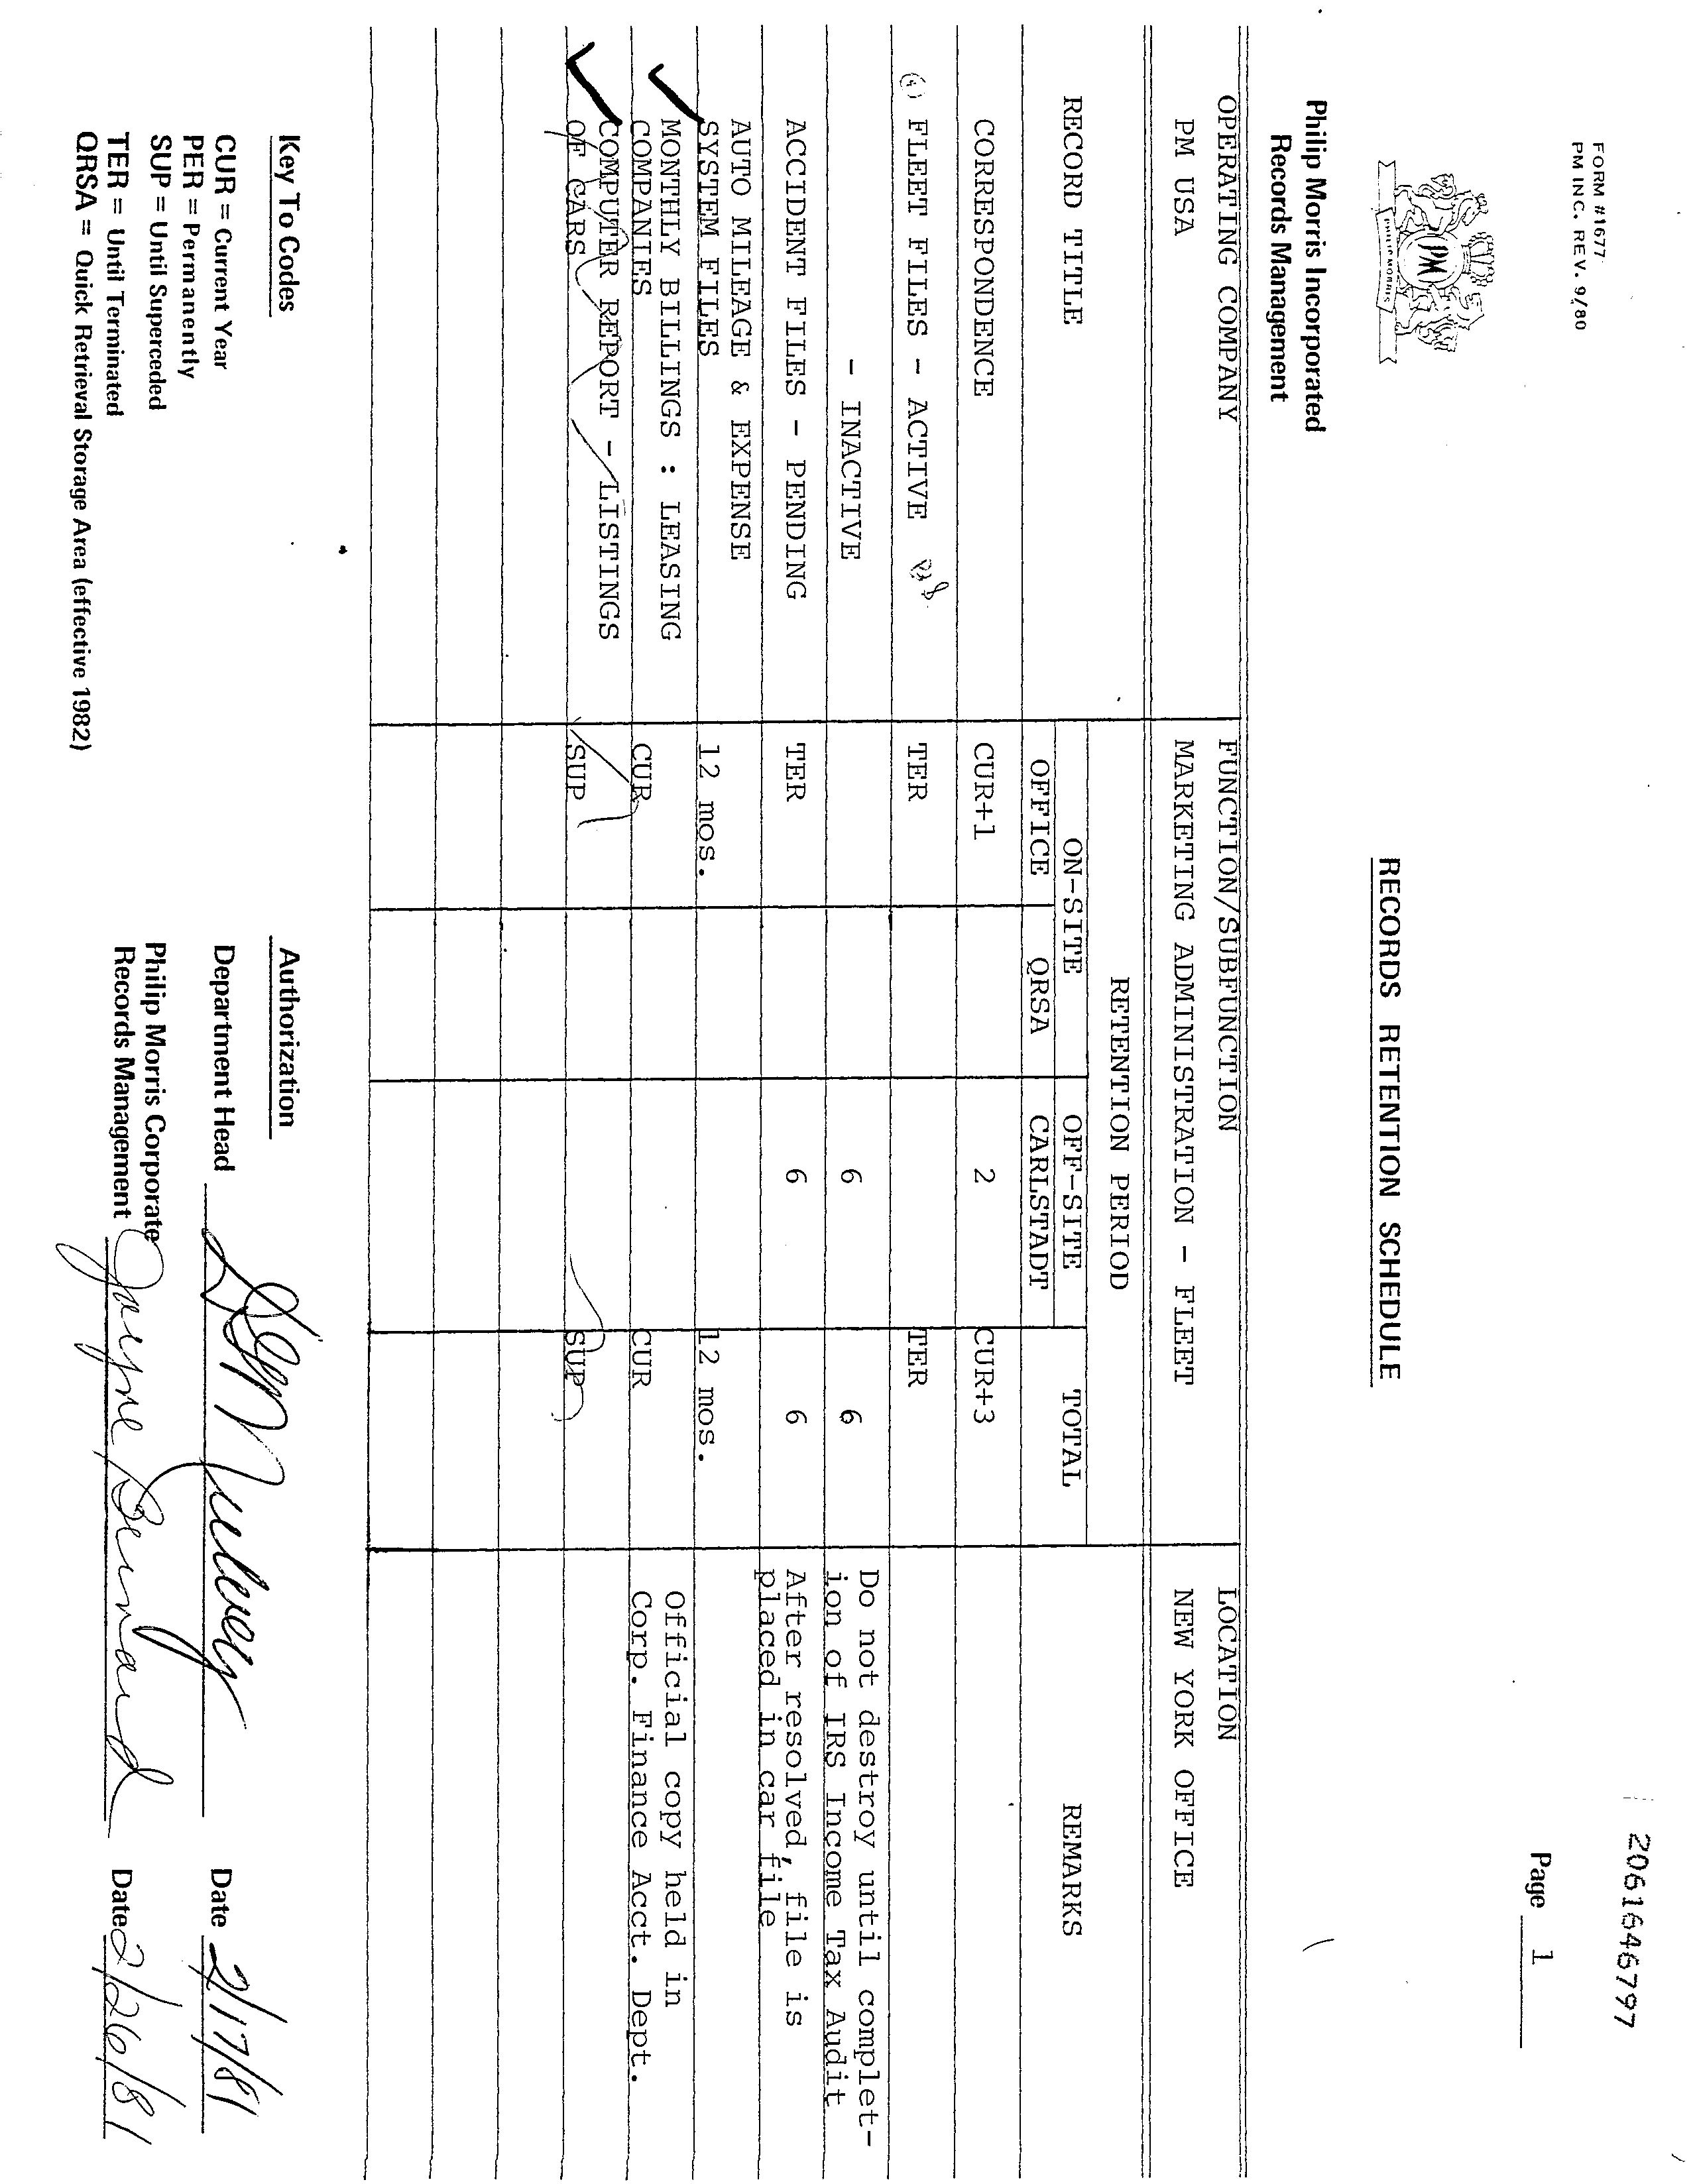 2061646797
FORM #1677
PM INC. REV. 9/80
Page 1
PM
PHILIP MORRIS
RECORDS RETENTION SCHEDULE
Philip Morris Incorporated
Records Management
OPERATING COMPANY FUNCTION/SUBFUNCTION LOCATION
PM USA MARKETING ADMINISTRATION - FLEET NEW YORK OFFICE
RETENTION PERIOD
RECORD TITLE ON-SITE OFF-SITE TOTAL REMARKS
OFFICE QRSA CARLSTADT
CORRESPONDENCE CUR+1 2 CUR+3
FLEET FILES - ACTIVE TER TER
Do not destroy until complet-
- INACTIVE 6 6 ion of IRS Income Tax Audit
ACCIDENT FILES - PENDING TER 6 6 After resolved, file is
placed in car file
AUTO MILEAGE & EXPENSE
SYSTEM FILES 12 mos. 12 mos.
MONTHLY BILLINGS : LEASING Official copy held in
COMPANIES CUR CUR Corp. Finance Acct. Dept.
COMPUTER REPORT - LISTINGS
OF CARS SUP SUP
Key To Codes Authorization
CUR = Current Year
PER = Permanently
SUP = Until Superceded
TER = Until Terminated
QRSA = Quick Retrieval Storage Area (effective 1982)
Department Head Date 2/17/81
Philip Morris Corporate
Records Management Date 2/26/81